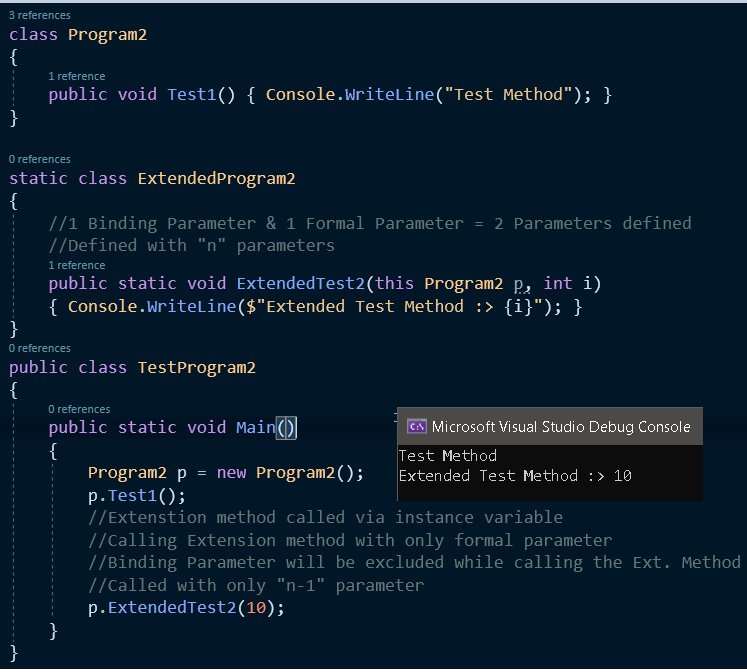 3 references
class Program2
{
1 reference
public void Test1() { Console.WriteLine("Test Method"); }
}
0 references
static class ExtendedProgram2
{
//1 Binding Parameter & 1 Formal Parameter = 2 Parameters defined
//Defined with "n" parameters
1 reference
public static void ExtendedTest2(this Program2 p, int i)
{ Console.WriteLine($"Extended Test Method :> {i}"); }
}
0 references
public class TestProgram2
{
0 references
public static void Main()
{
Program2 p = new Program2();
p.Test1();
//Extenstion method called via instance variable
//Calling Extension method with only formal parameter
//Binding Parameter will be excluded while calling the Ext. Method
//Called with only "n-1" parameter
p.ExtendedTest2(10);
}
}
C:\ Microsoft Visual Studio Debug Console
Test Method
Extended Test Method :> 10